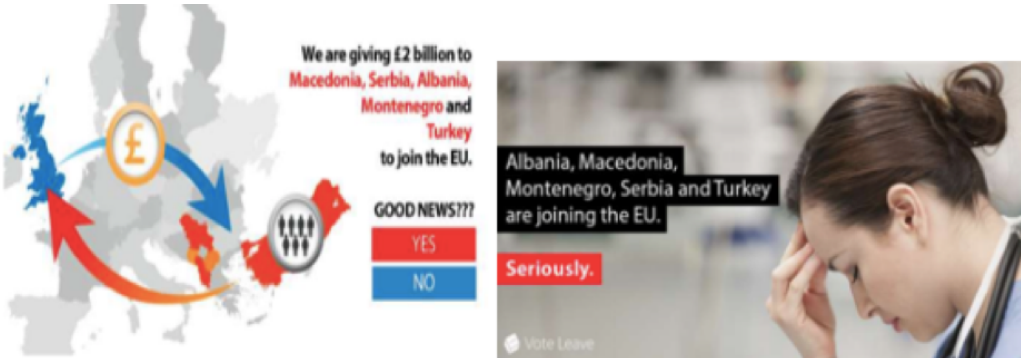 We are giving £2 billion to
Macedonia, Serbia, Albania,
Montenegro and
Turkey
to join the EU.
GOOD NEWS???
YES
NO
£
Albania, Macedonia,
Montenegro, Serbia and Turkey
are joining the EU.
Seriously.
Vote Leave